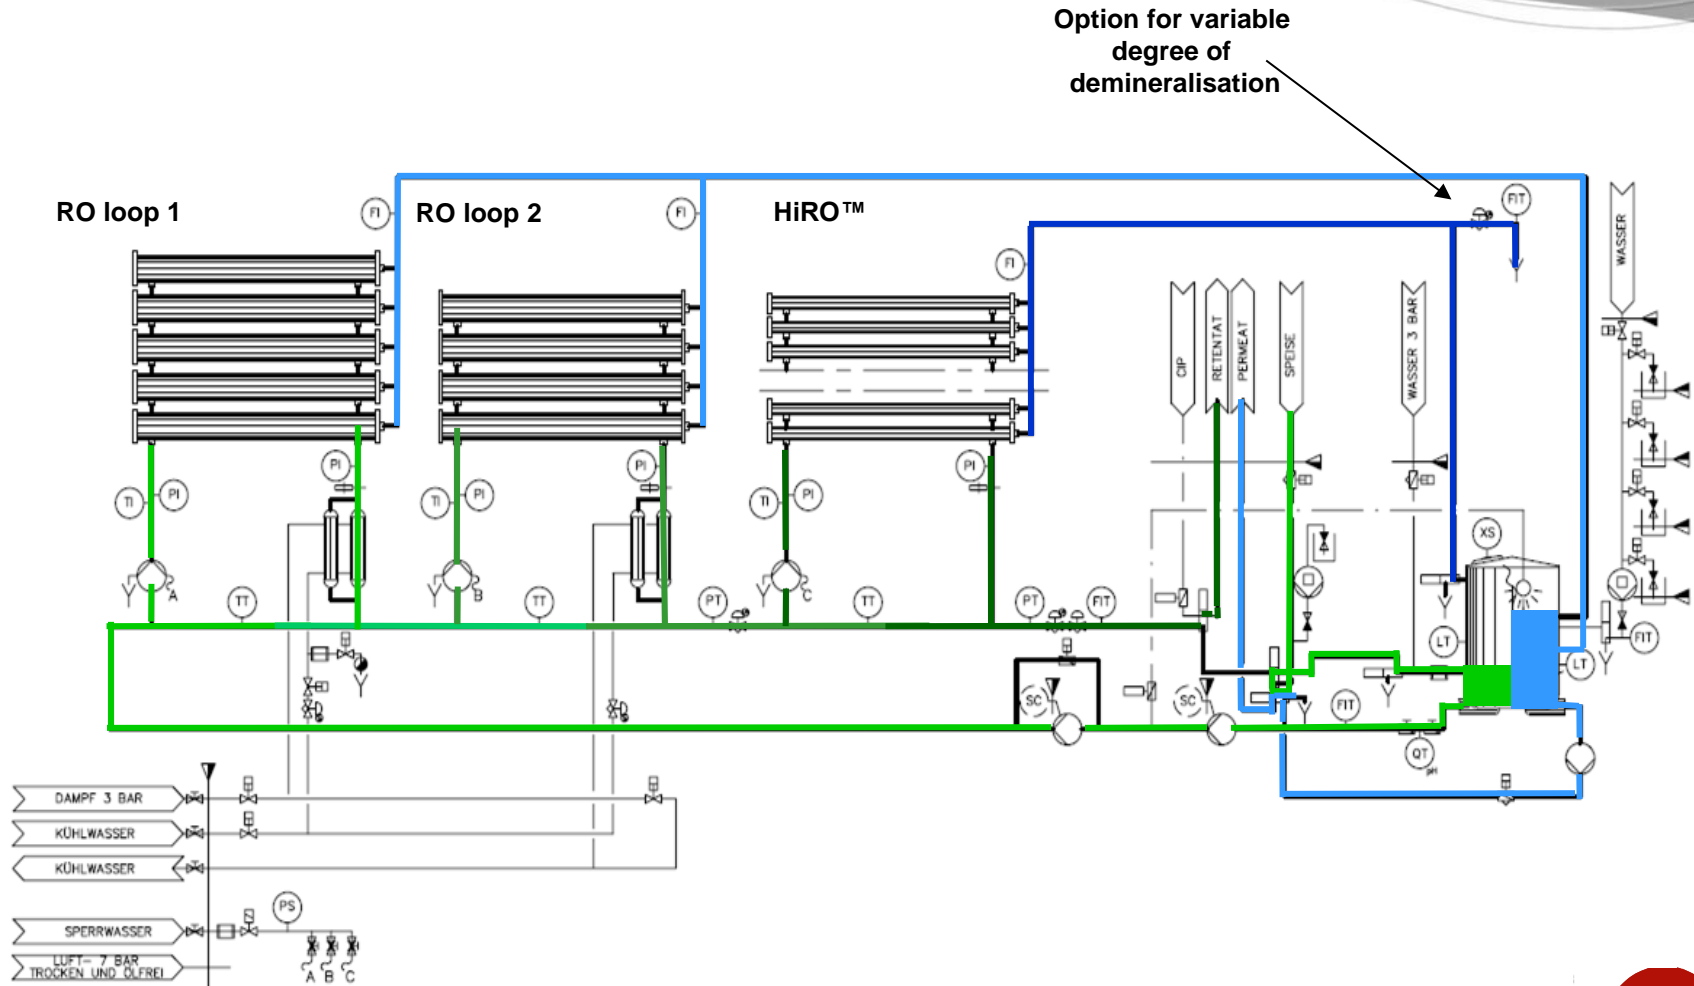 Option for variable
degree of
demineralisation
RO loop 1
FI
RO loop 2
FI
HiRO™
FI
FIT
WASSER
CIP
RETENTAT
PERMEAT
SPEISE
WASSER 3 BAR
PI
PI
PI
TI
PI
TI
PI
TI
PI
XS
A
B
C
TT
TT
PT
TT
PT
FIT
LT
LT
FIT
SC
SC
FIT
QT
pH
DAMPF 3 BAR
KÜHLWASSER
KÜHLWASSER
PS
SPERRWASSER
LUFT- 7 BAR
TROCKEN UND ÖLFREI
A B C